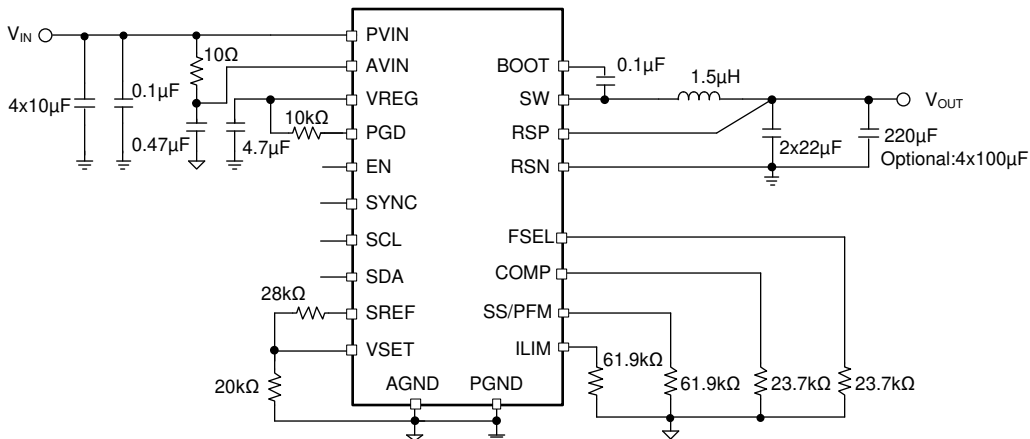 VIN
PVIN
10Ω
AVIN
BOOT
0.1µF
1.5µH
4x10µF
0.1µF
VREG
SW
VOUT
10kΩ
PGD
RSP
0.47µF
4.7µF
2x22µF
220µF
Optional:4x100µF
EN
RSN
SYNC
SCL
FSEL
SDA
COMP
28kΩ
SREF
SS/PFM
VSET
ILIM
61.9kΩ
20kΩ
AGND
PGND
61.9kΩ
23.7kΩ
23.7kΩ